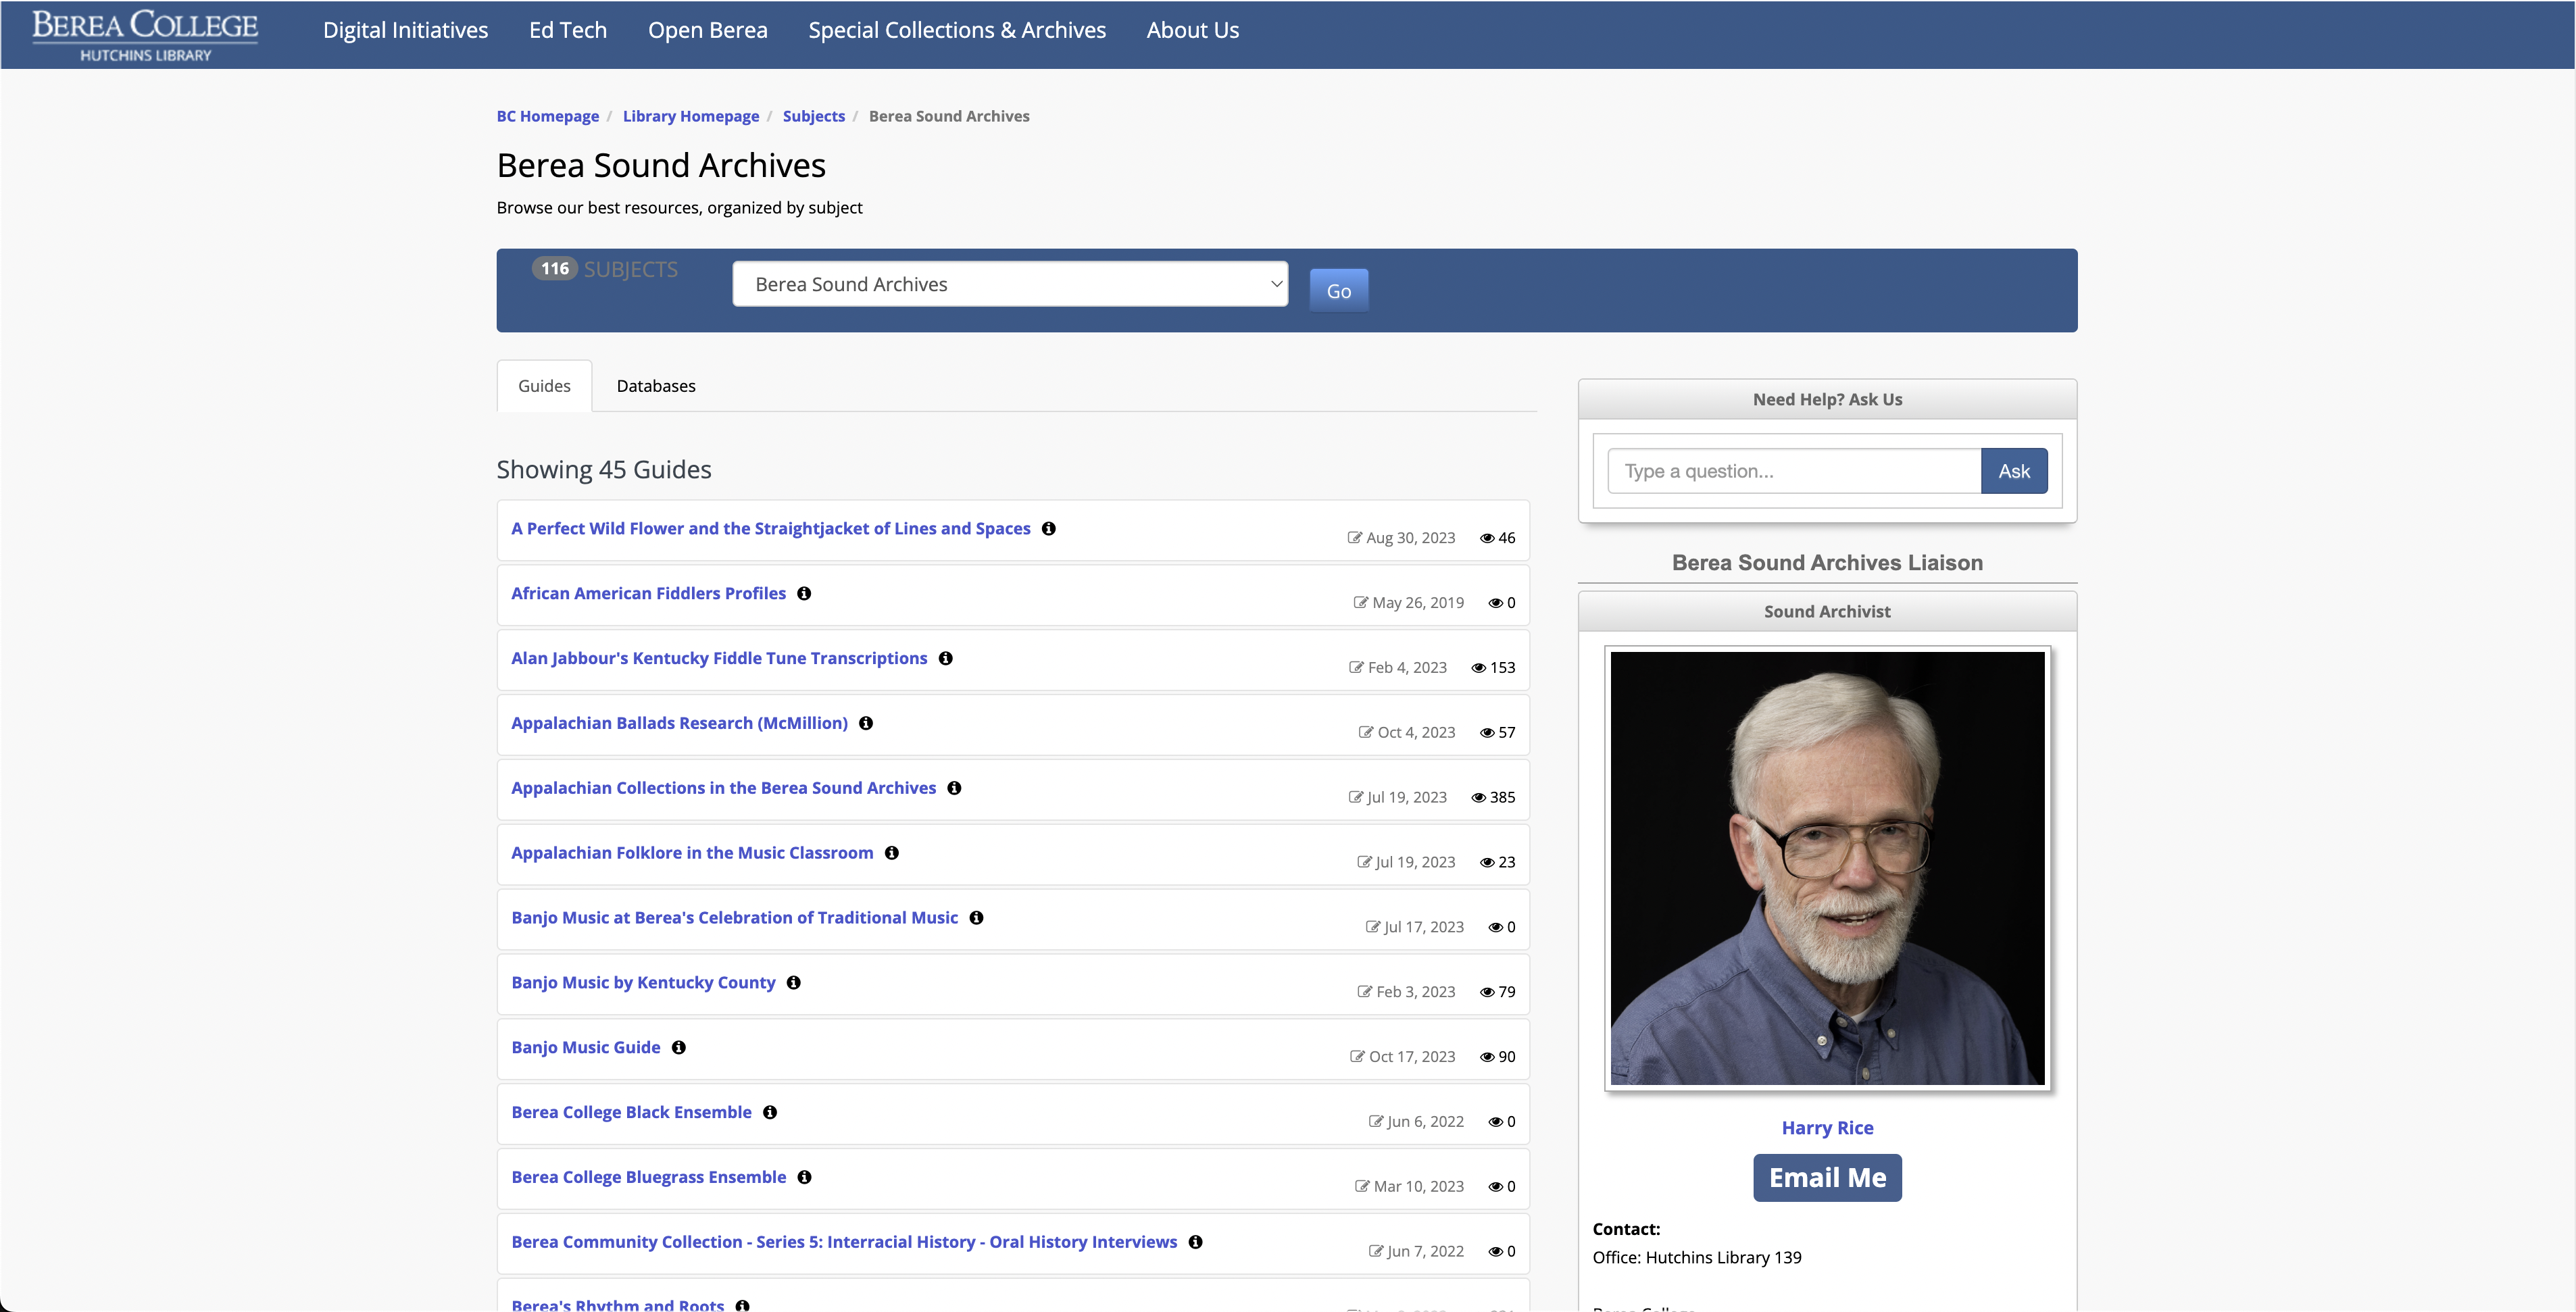 BEREA COLLEGE
HUTCHINS LIBRARY
Digital Initiatives Ed Tech Open Berea Special Collections & Archives About Us
BC Homepage / Library Homepage / Subjects / Berea Sound Archives
Berea Sound Archives
Browse our best resources, organized by subject
116 SUBJECTS
Berea Sound Archives
Go
Guides Databases
Showing 45 Guides
A Perfect Wild Flower and the Straightjacket of Lines and Spaces
Aug 30, 2023 46
African American Fiddlers Profiles
May 26, 2019 0
Alan Jabbour's Kentucky Fiddle Tune Transcriptions
Feb 4, 2023 153
Appalachian Ballads Research (McMillion)
Oct 4, 2023 57
Appalachian Collections in the Berea Sound Archives
Jul 19, 2023 385
Appalachian Folklore in the Music Classroom
Jul 19, 2023 23
Banjo Music at Berea's Celebration of Traditional Music
Jul 17, 2023 0
Banjo Music by Kentucky County
Feb 3, 2023 79
Banjo Music Guide
Oct 17, 2023 90
Berea College Black Ensemble
Jun 6, 2022 0
Berea College Bluegrass Ensemble
Mar 10, 2023 0
Berea Community Collection - Series 5: Interracial History - Oral History Interviews
Jun 7, 2022 0
Berea's Rhythm and Roots
Need Help? Ask Us
Type a question...
Ask
Berea Sound Archives Liaison
Sound Archivist
Harry Rice
Email Me
Contact:
Office: Hutchins Library 139